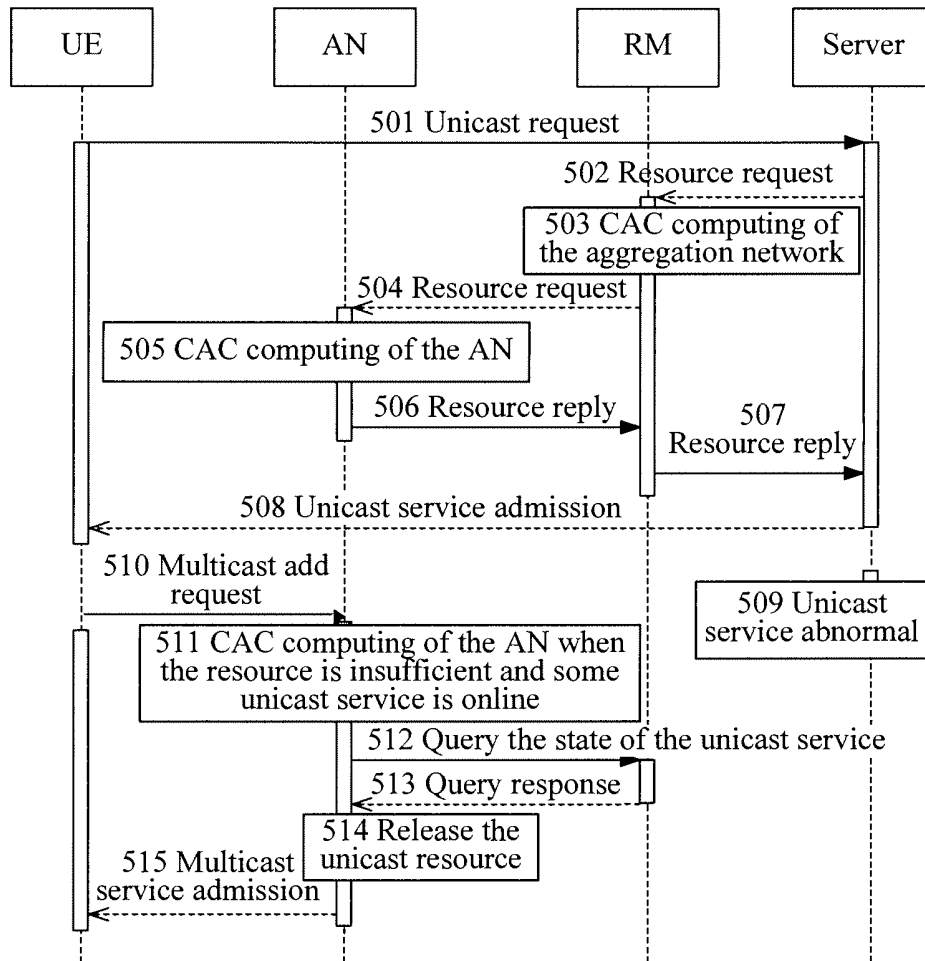 UE
AN
RM
Server
501 Unicast request
502 Resource request
503 CAC computing of
the aggregation network
504 Resource request
505 CAC computing of the AN
506 Resource reply
507
Resource reply
508 Unicast service admission
510 Multicast add
request
509 Unicast
service abnormal
511 CAC computing of the AN when
the resource is insufficient and some
unicast service is online
512 Query the state of the unicast service
513 Query response
514 Release the
unicast resource
515 Multicast
service admission